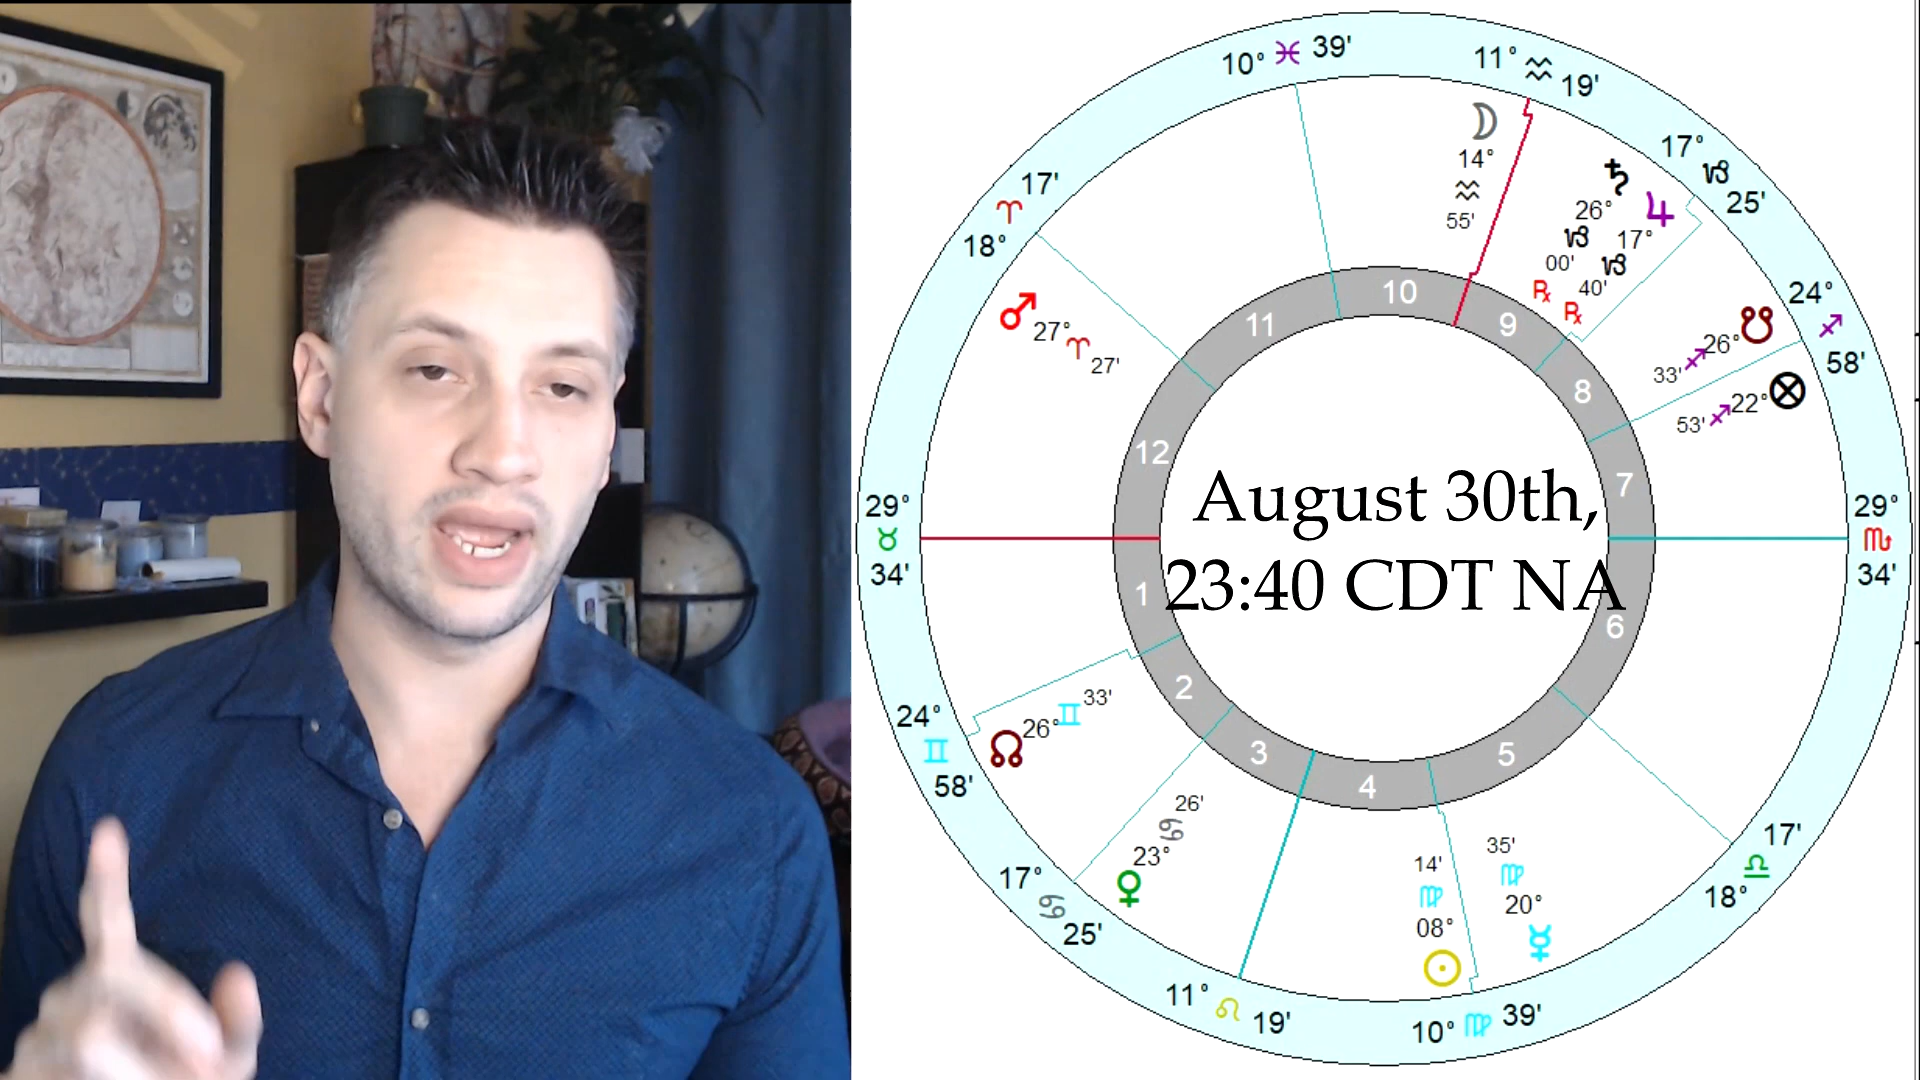 10° ♓ 39'
11° ♒ 19'
17° ♑ 25'
24° ♐ 58'
29° ♏ 34'
17' ♎ 18°
10° ♍ 39'
11° ♌ 19'
17° ♋ 25'
24° ♊ 58'
29° ♉ 34'
17' ♈ 18°
☽ 14° ♒ 55'
♄ 26° ♑ 00' ℞
♃ 17° ♑ 40' ℞
☋ 26° ♐ 33'
⊗ 22° ♐ 53'
♂ 27° ♈ 27'
☊ 26° ♊ 33'
♀ 23° ♋ 26'
☉ 08° ♍ 14'
☿ 20° ♍ 35'
10
9
8
7
6
5
4
3
2
1
12
11
August 30th,
23:40 CDT NA